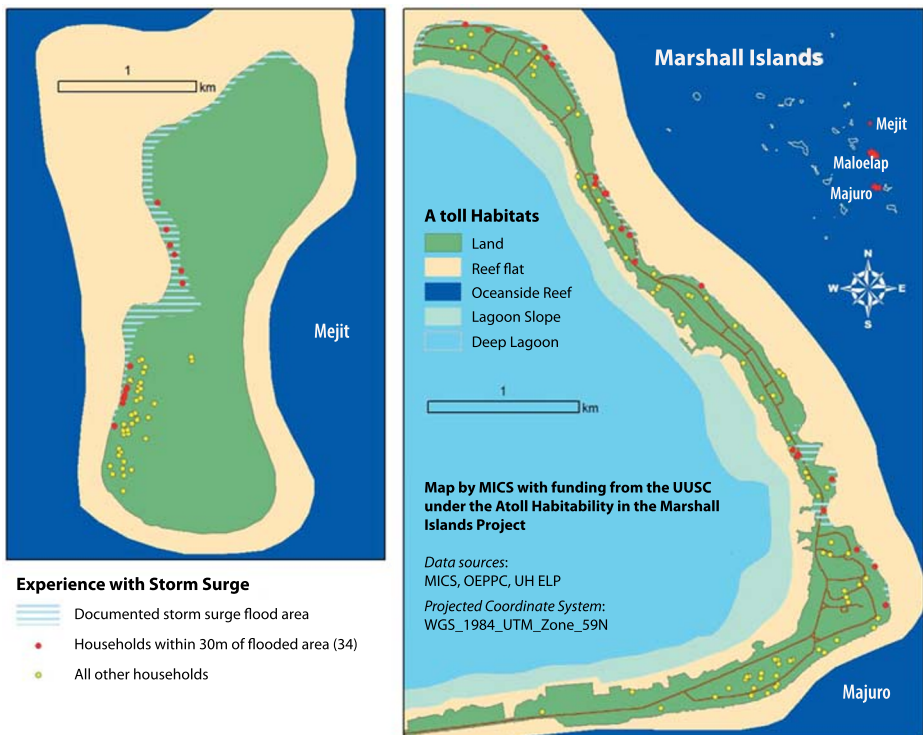 1
km
Mejit
Experience with Storm Surge
Documented storm surge flood area
Households within 30m of flooded area (34)
All other households
Marshall Islands
Mejit
Maloelap
Majuro
N
W
E
S
A toll Habitats
Land
Reef flat
Oceanside Reef
Lagoon Slope
Deep Lagoon
1
km
Map by MICS with funding from the UUSC
under the Atoll Habitability in the Marshall
Islands Project
Data sources:
MICS, OEPPC, UH ELP
Projected Coordinate System:
WGS_1984_UTM_Zone_59N
Majuro